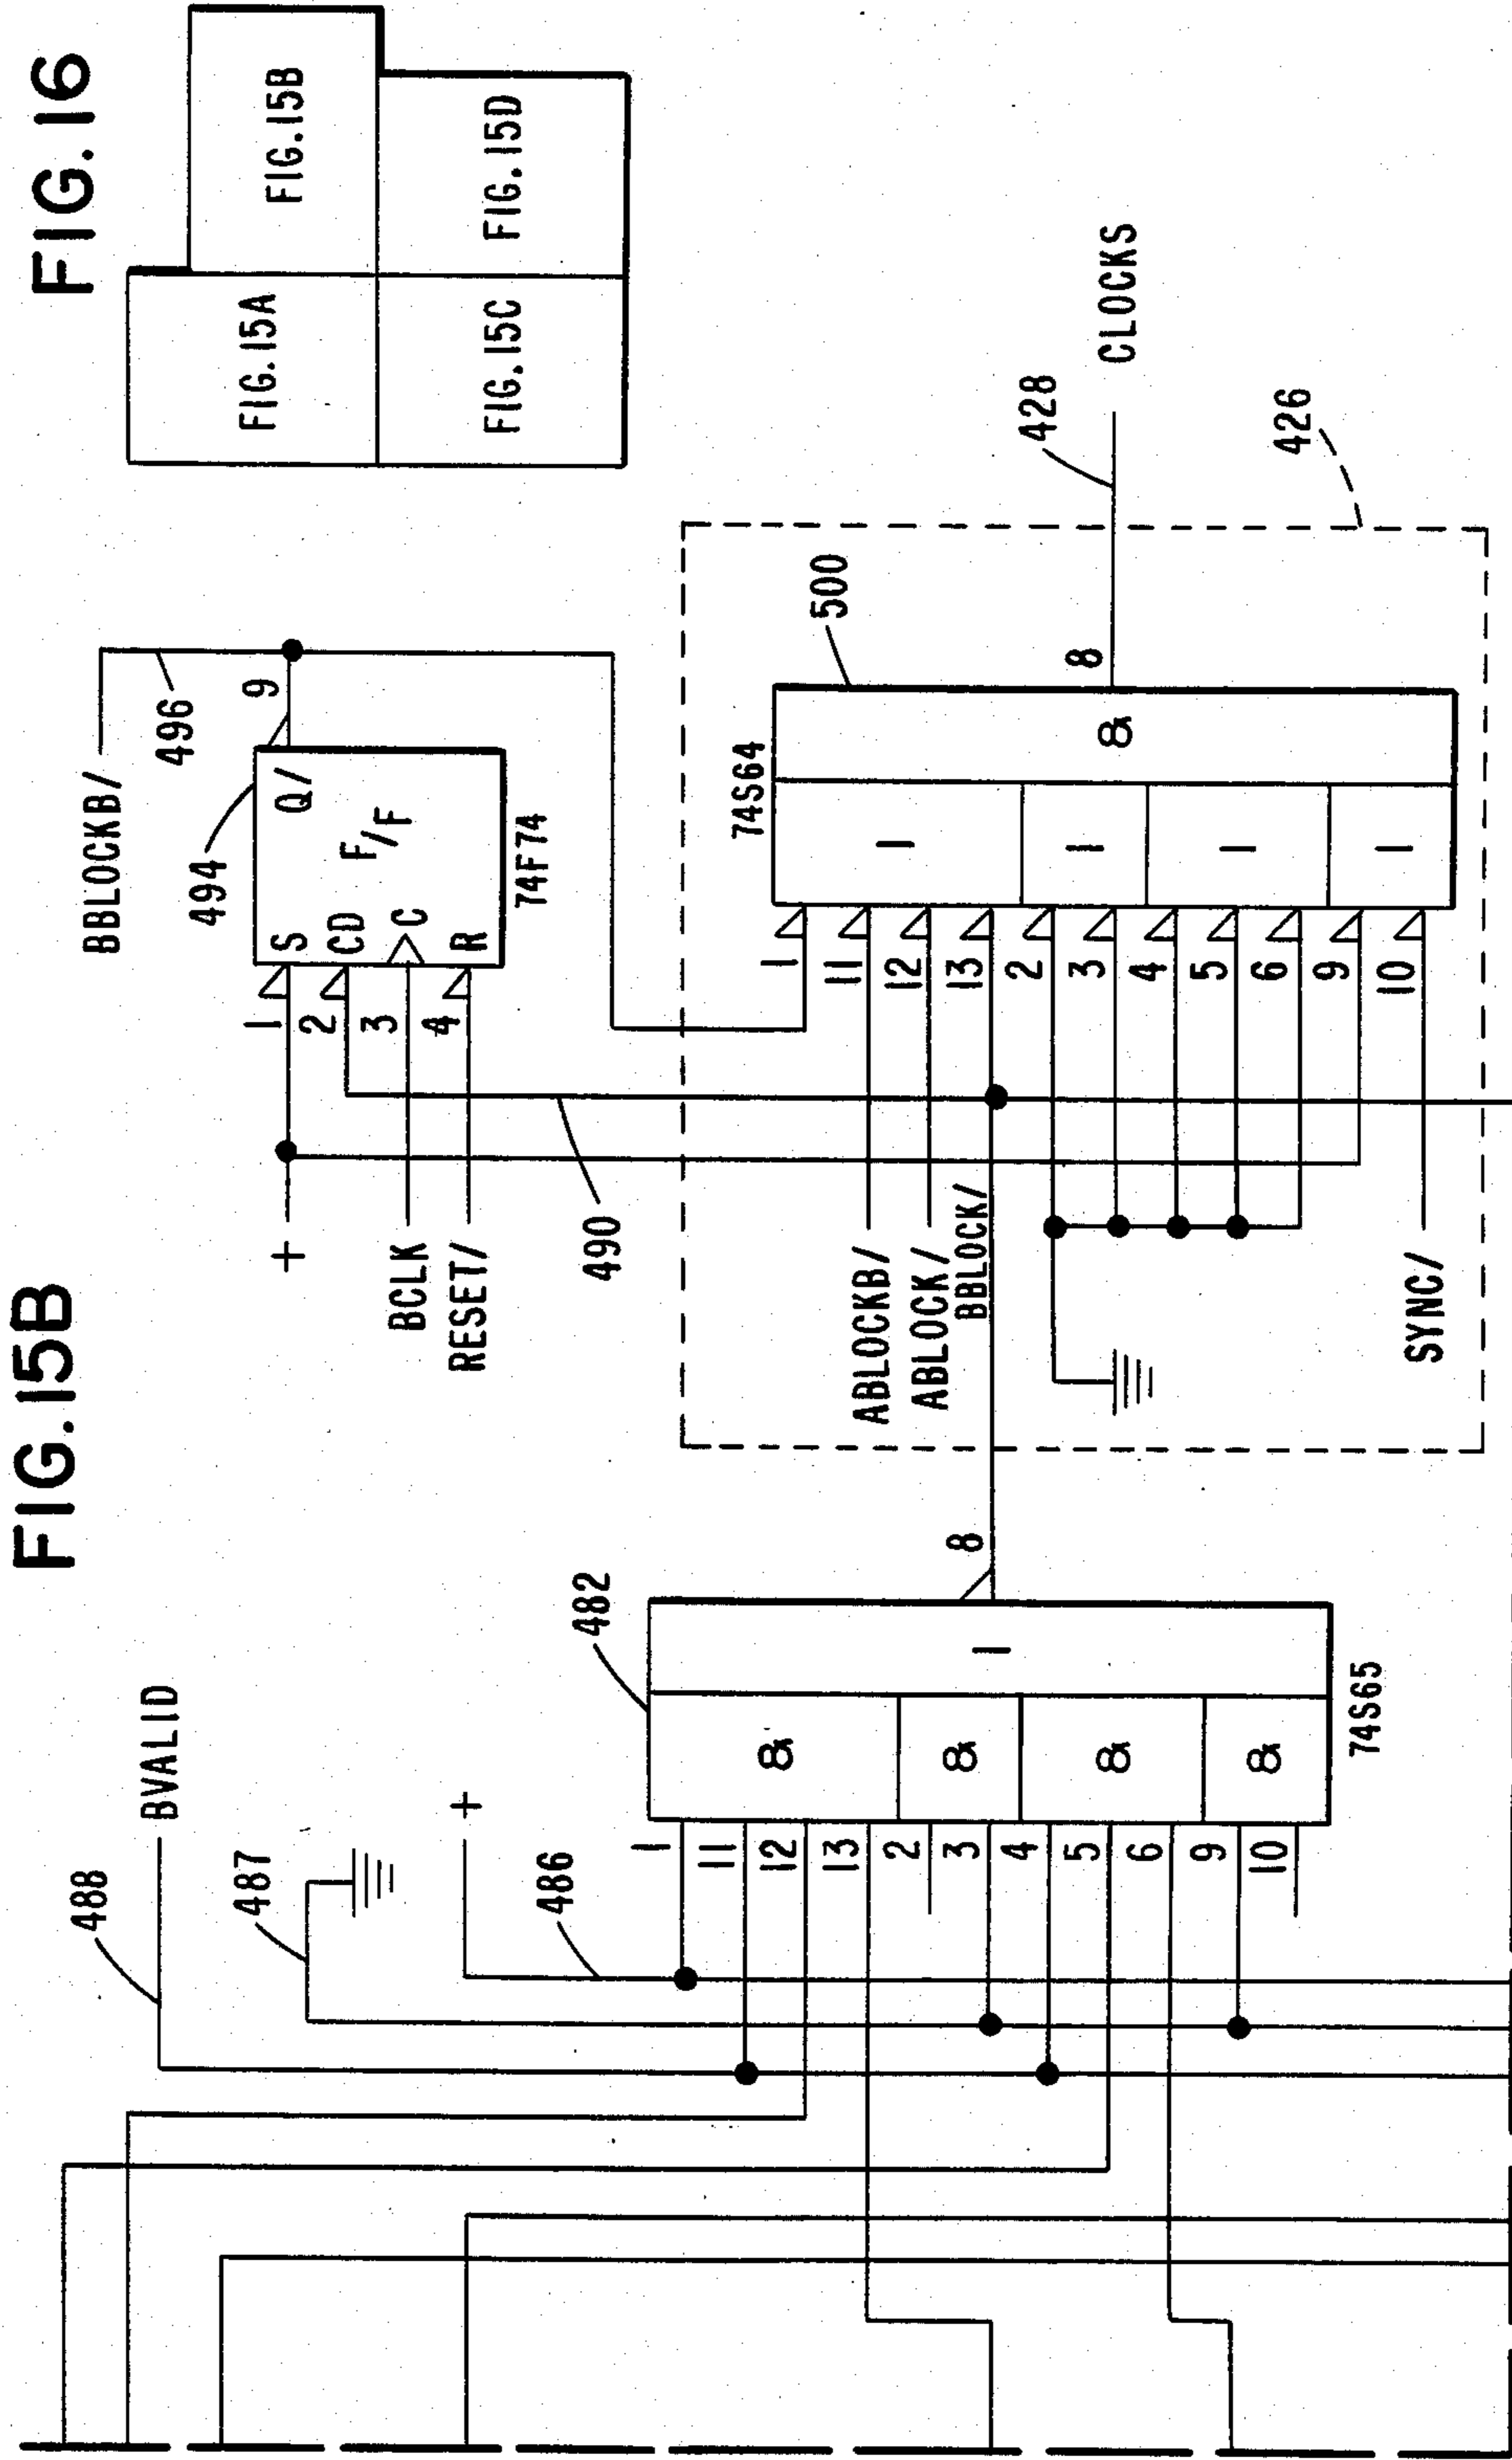 FIG.15B
FIG.16
FIG.15A
FIG.15B
FIG.15C
FIG.15D
488
BVALID
487
+
486
482
1
11
12
13
2
3
4
5
6
9
10
&
&
&
&
1
8
74S65
BBLOCKB/
496
494
9
+
BCLK
RESET/
1
2
3
4
S
CD
C
R
Q/
F/F
74F74
490
ABLOCKB/
ABLOCK/
BBLOCK/
SYNC/
1
11
12
13
2
3
4
5
6
9
10
1
1
1
1
&
74S64
500
8
428
CLOCKS
426